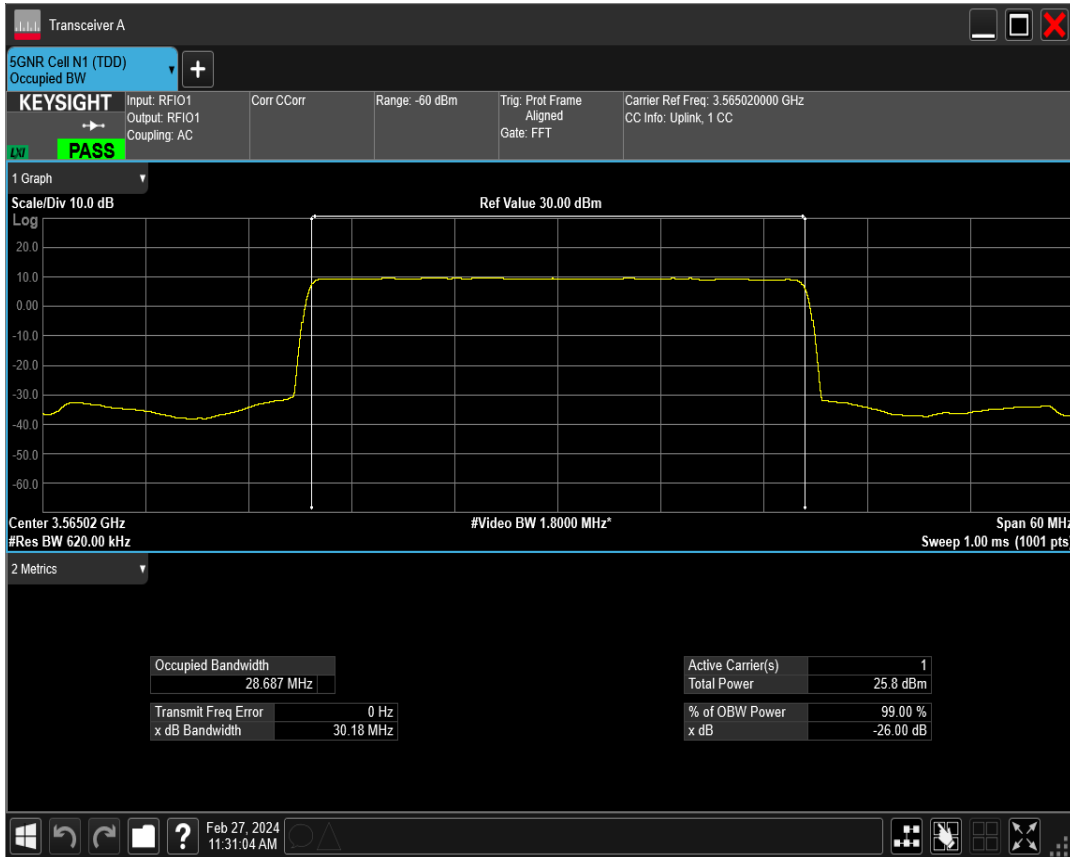 Transceiver A
5GNR Cell N1 (TDD)
Occupied BW
+
KEYSIGHT
LXI
PASS
Input: RFIO1
Output: RFIO1
Coupling: AC
Corr CCorr
Range: -60 dBm
Trig: Prot Frame
Aligned
Gate: FFT
Carrier Ref Freq: 3.565020000 GHz
CC Info: Uplink, 1 CC
1 Graph
Scale/Div 10.0 dB
Ref Value 30.00 dBm
Log
20.0
10.0
0.00
-10.0
-20.0
-30.0
-40.0
-50.0
-60.0
Center 3.56502 GHz
#Video BW 1.8000 MHz*
Span 60 MHz
#Res BW 620.00 kHz
Sweep 1.00 ms (1001 pts)
2 Metrics
Occupied Bandwidth
28.687 MHz
Transmit Freq Error 0 Hz
x dB Bandwidth 30.18 MHz
Active Carrier(s) 1
Total Power 25.8 dBm
% of OBW Power 99.00 %
x dB -26.00 dB
?
Feb 27, 2024
11:31:04 AM